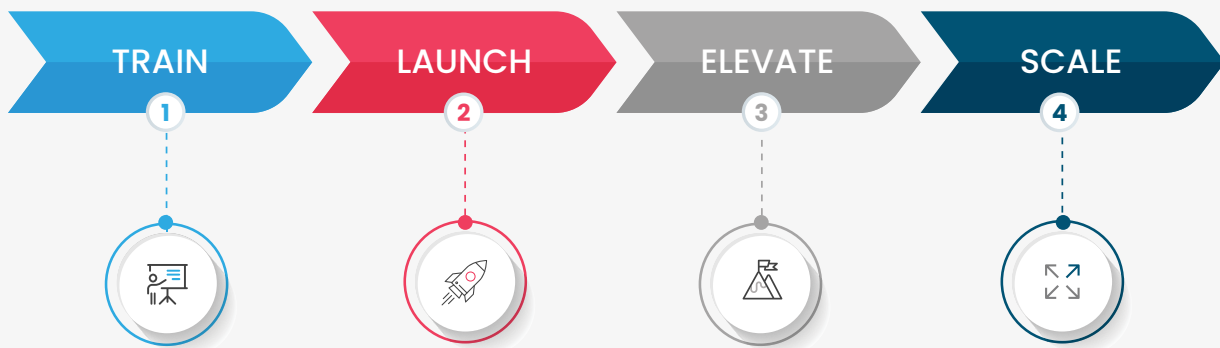 TRAIN
LAUNCH
ELEVATE
SCALE
1
2
3
4